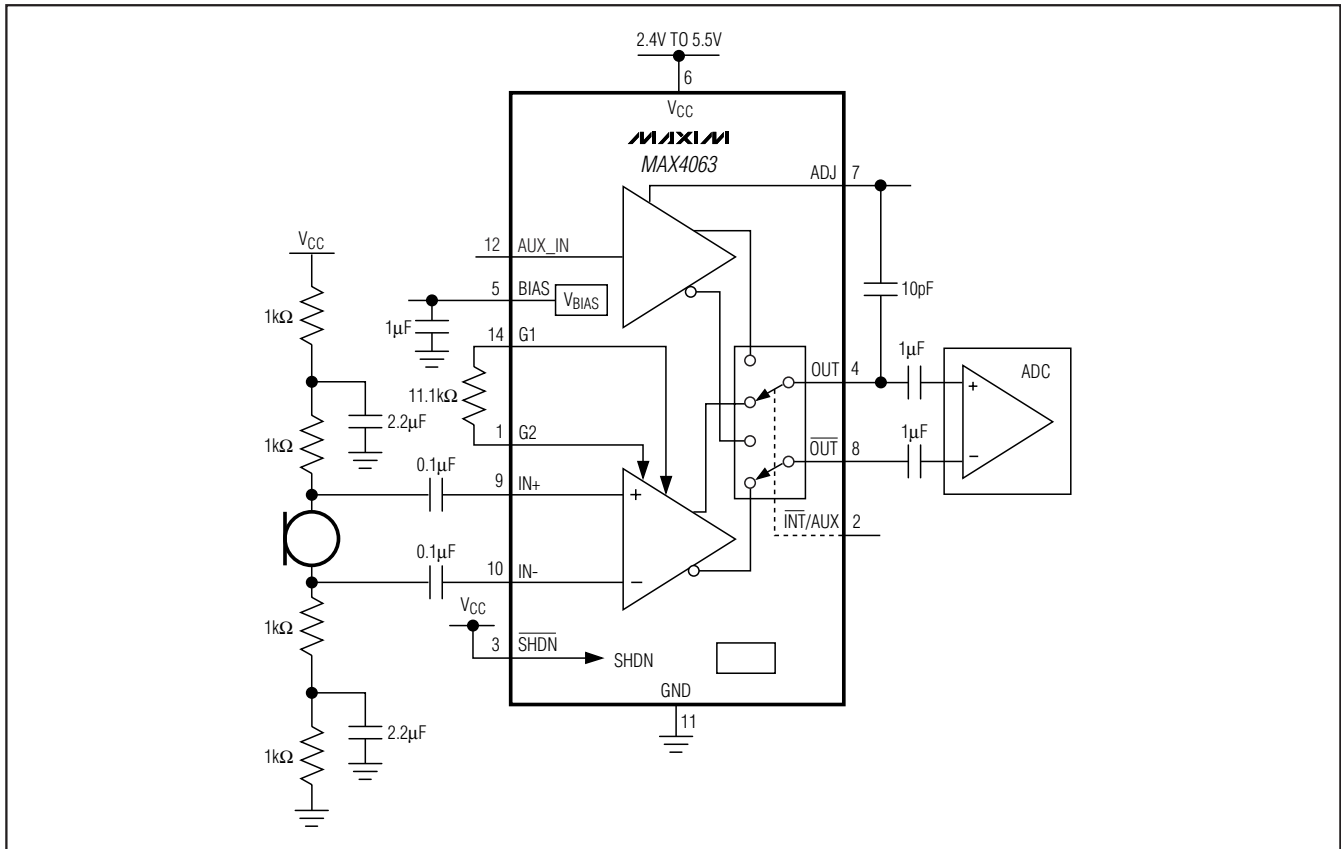 2.4V TO 5.5V
6
VCC
MAXIM
MAX4063
ADJ 7
VCC
12 AUX_IN
5 BIAS
VBIAS
10pF
1kΩ
1µF
14 G1
1µF
ADC
OUT 4
+
11.1kΩ
2.2µF
1kΩ
1 G2
1µF
−
OUT 8
0.1µF
9 IN+
+
INT/AUX 2
0.1µF
10 IN-
−
VCC
1kΩ
3 SHDN
SHDN
GND
11
2.2µF
1kΩ